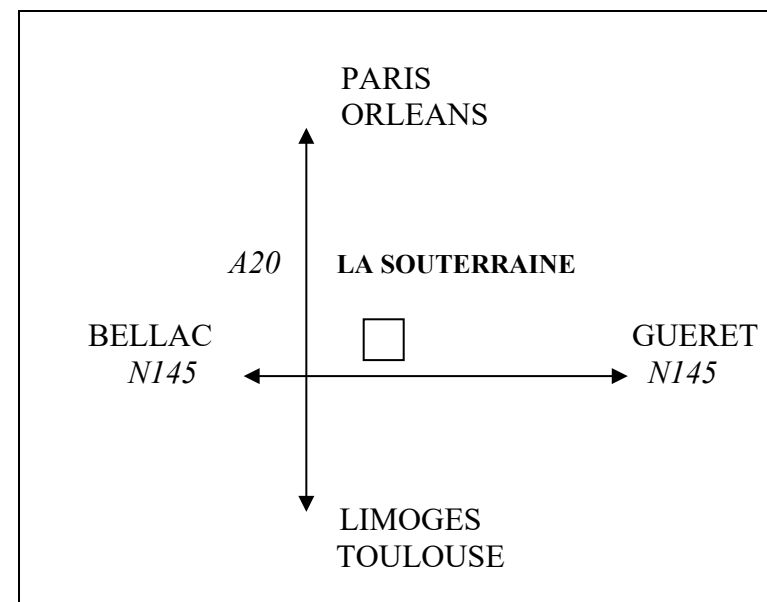 PARIS
ORLEANS
A20
LA SOUTERRAINE
BELLAC
N145
GUERET
N145
LIMOGES
TOULOUSE